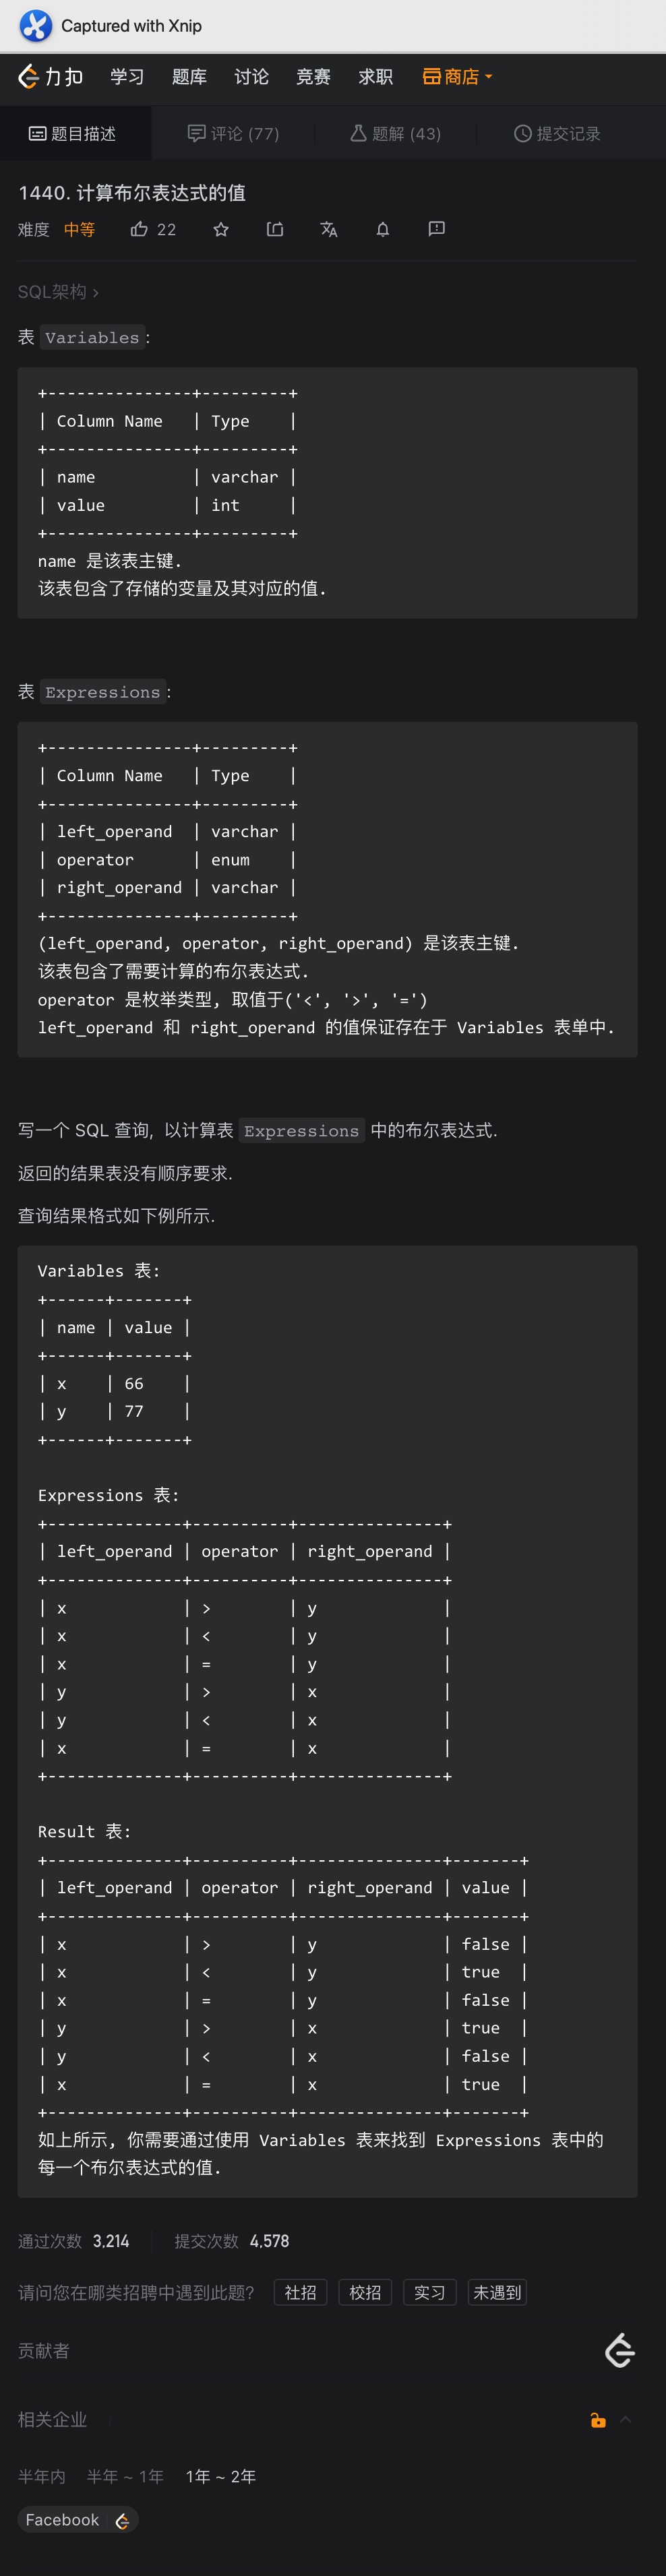 Captured with Xnip
力扣 学习 题库 讨论 竞赛 求职 商店
题目描述 评论 (77) 题解 (43) 提交记录
1440. 计算布尔表达式的值
难度 中等 22
SQL架构 >
表 Variables:
+---------------+---------+
| Column Name   | Type    |
+---------------+---------+
| name          | varchar |
| value         | int     |
+---------------+---------+
name 是该表主键.
该表包含了存储的变量及其对应的值.
表 Expressions:
+---------------+---------+
| Column Name   | Type    |
+---------------+---------+
| left_operand  | varchar |
| operator      | enum    |
| right_operand | varchar |
+---------------+---------+
(left_operand, operator, right_operand) 是该表主键.
该表包含了需要计算的布尔表达式.
operator 是枚举类型, 取值于('<', '>', '=')
left_operand 和 right_operand 的值保证存在于 Variables 表单中.
写一个 SQL 查询, 以计算表 Expressions 中的布尔表达式.
返回的结果表没有顺序要求.
查询结果格式如下例所示.
Variables 表:
+------+-------+
| name | value |
+------+-------+
| x    | 66    |
| y    | 77    |
+------+-------+
Expressions 表:
+--------------+----------+---------------+
| left_operand | operator | right_operand |
+--------------+----------+---------------+
| x            | >        | y             |
| x            | <        | y             |
| x            | =        | y             |
| y            | >        | x             |
| y            | <        | x             |
| x            | =        | x             |
+--------------+----------+---------------+
Result 表:
+--------------+----------+---------------+-------+
| left_operand | operator | right_operand | value |
+--------------+----------+---------------+-------+
| x            | >        | y             | false |
| x            | <        | y             | true  |
| x            | =        | y             | false |
| y            | >        | x             | true  |
| y            | <        | x             | false |
| x            | =        | x             | true  |
+--------------+----------+---------------+-------+
如上所示, 你需要通过使用 Variables 表来找到 Expressions 表中的
每一个布尔表达式的值.
通过次数 3,214 提交次数 4,578
请问您在哪类招聘中遇到此题? 社招 校招 实习 未遇到
贡献者
相关企业
半年内 半年 ~ 1年 1年 ~ 2年
Facebook